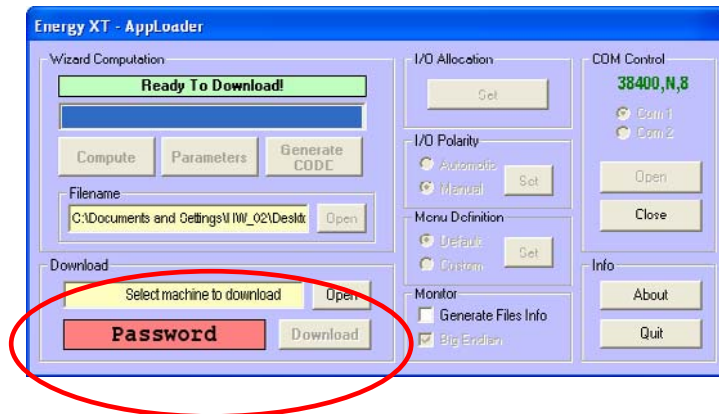 Energy XT - AppLoader
Wizard Computation
Ready To Download!
Compute
Parameters
Generate CODE
Filename
C:\Documents and Settings\HW_02\Deskto
Open
Download
Select machine to download
Open
Password
Download
I/O Allocation
Set
I/O Polarity
Automatic
Manual
Set
Menu Definition
Default
Custom
Set
Monitor
Generate Files Info
Big Endian
COM Control
38400,N,8
Com 1
Com 2
Open
Close
Info
About
Quit